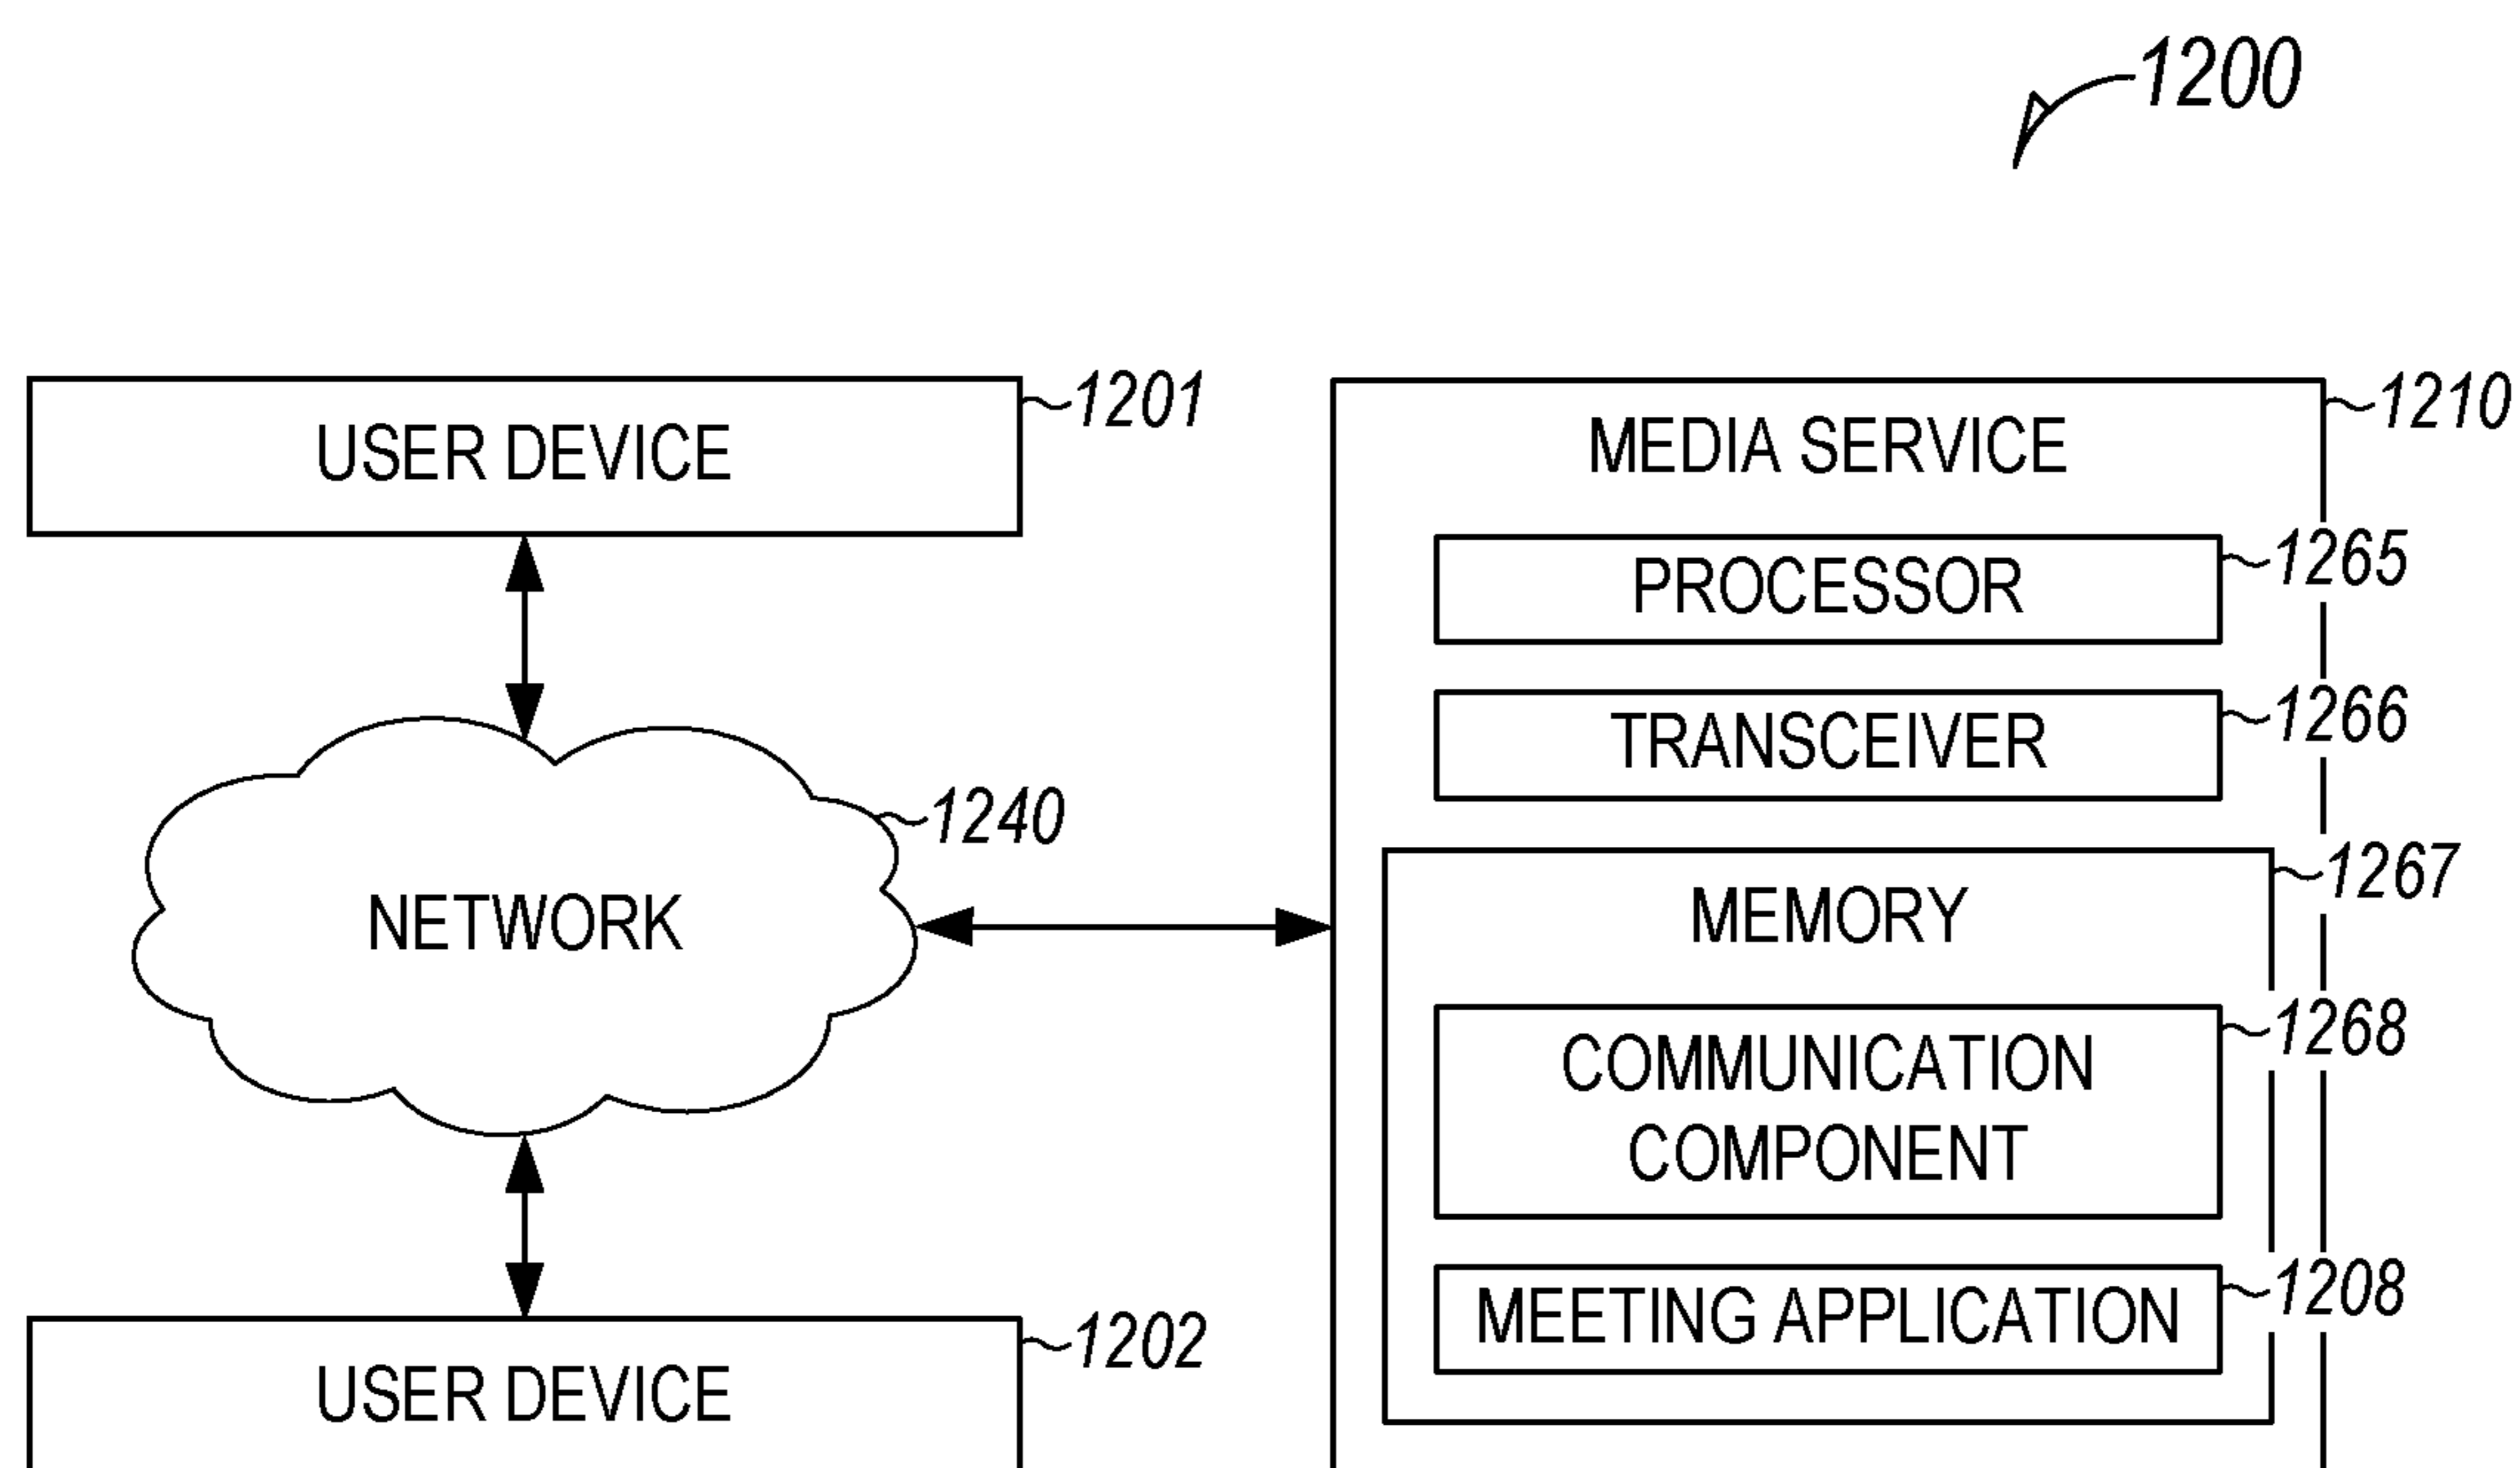 1200
USER DEVICE
1201
NETWORK
1240
USER DEVICE
1202
MEDIA SERVICE
1210
PROCESSOR
1265
TRANSCEIVER
1266
MEMORY
1267
COMMUNICATION
COMPONENT
1268
MEETING APPLICATION
1208